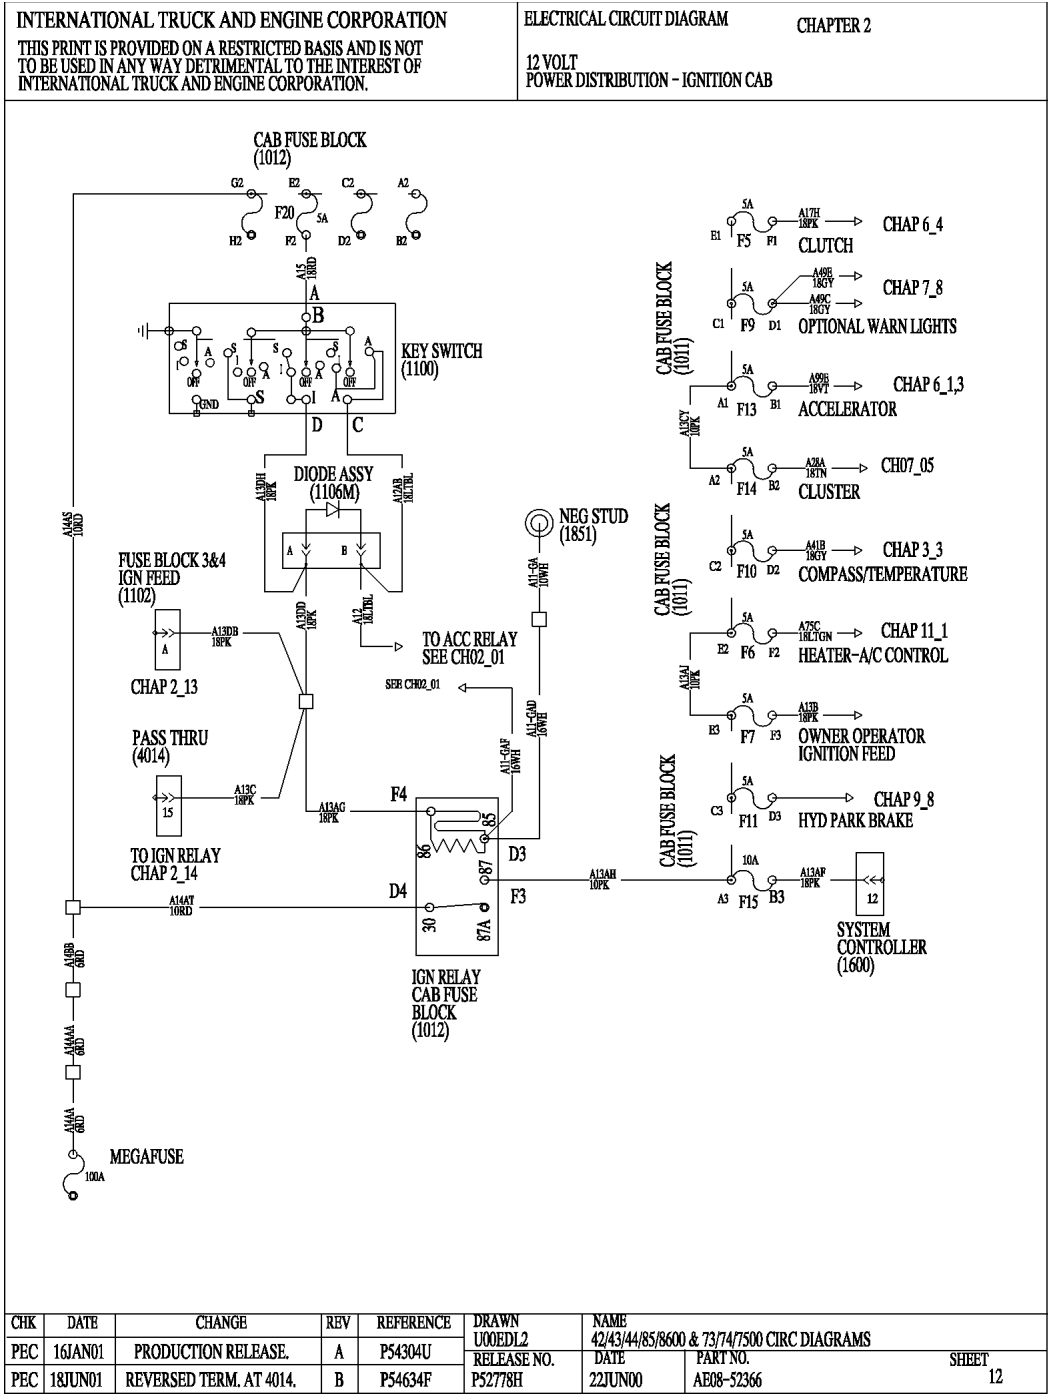 INTERNATIONAL TRUCK AND ENGINE CORPORATION
THIS PRINT IS PROVIDED ON A RESTRICTED BASIS AND IS NOT
TO BE USED IN ANY WAY DETRIMENTAL TO THE INTEREST OF
INTERNATIONAL TRUCK AND ENGINE CORPORATION.
ELECTRICAL CIRCUIT DIAGRAM
CHAPTER 2
12 VOLT
POWER DISTRIBUTION - IGNITION CAB
CAB FUSE BLOCK
(1012)
G2 E2 C2 A2
F20 5A
H2 F2 D2 B2
A15
18RD
A
B
S A S I A S I A A
OFF OFF OFF OFF
GND S I A
KEY SWITCH
(1100)
D C
A13DH
18PK
A12AB
18LTBL
DIODE ASSY
(1106M)
A B
A14AS
10RD
FUSE BLOCK 3&4
IGN FEED
(1102)
A13DB
18PK
A
CHAP 2_13
A13DD
18PK
A12
18LTBL
TO ACC RELAY
SEE CH02_01
SEE CH02_01
NEG STUD
(1851)
A11-GA
10WH
A11-GAD
16WH
A11-GAF
16WH
PASS THRU
(4014)
A13C
18PK
15
TO IGN RELAY
CHAP 2_14
A13AG
18PK
F4
85
86
D3
87
F3
D4
30
87A
A14AT
10RD
A13AH
10PK
IGN RELAY
CAB FUSE
BLOCK
(1012)
A14BB
6RD
A14AAA
6RD
A14AA
6RD
MEGAFUSE
100A
CAB FUSE BLOCK
(1011)
5A
E1 F5 F1
A17H
18PK
CHAP 6_4
CLUTCH
5A
C1 F9 D1
A49E
18GY
A49C
18GY
CHAP 7_8
OPTIONAL WARN LIGHTS
5A
A1 F13 B1
A99E
18VT
CHAP 6_1,3
ACCELERATOR
A13CY
10PK
5A
A2 F14 B2
A28A
18TN
CH07_05
CLUSTER
CAB FUSE BLOCK
(1011)
5A
C2 F10 D2
A41B
18GY
CHAP 3_3
COMPASS/TEMPERATURE
5A
E2 F6 F2
A75C
18LTGN
CHAP 11_1
HEATER-A/C CONTROL
A13AJ
10PK
5A
E3 F7 F3
A13B
18PK
OWNER OPERATOR
IGNITION FEED
CAB FUSE BLOCK
(1011)
5A
C3 F11 D3
CHAP 9_8
HYD PARK BRAKE
10A
A3 F15 B3
A13AF
18PK
12
SYSTEM
CONTROLLER
(1600)
CHK DATE CHANGE REV REFERENCE
PEC 16JAN01 PRODUCTION RELEASE. A P54304U
PEC 18JUN01 REVERSED TERM. AT 4014. B P54634F
DRAWN
U00EDL2
RELEASE NO.
P52778H
NAME
42/43/44/85/8600 & 73/74/7500 CIRC DIAGRAMS
DATE
22JUN00
PART NO.
AE08-52366
SHEET
12